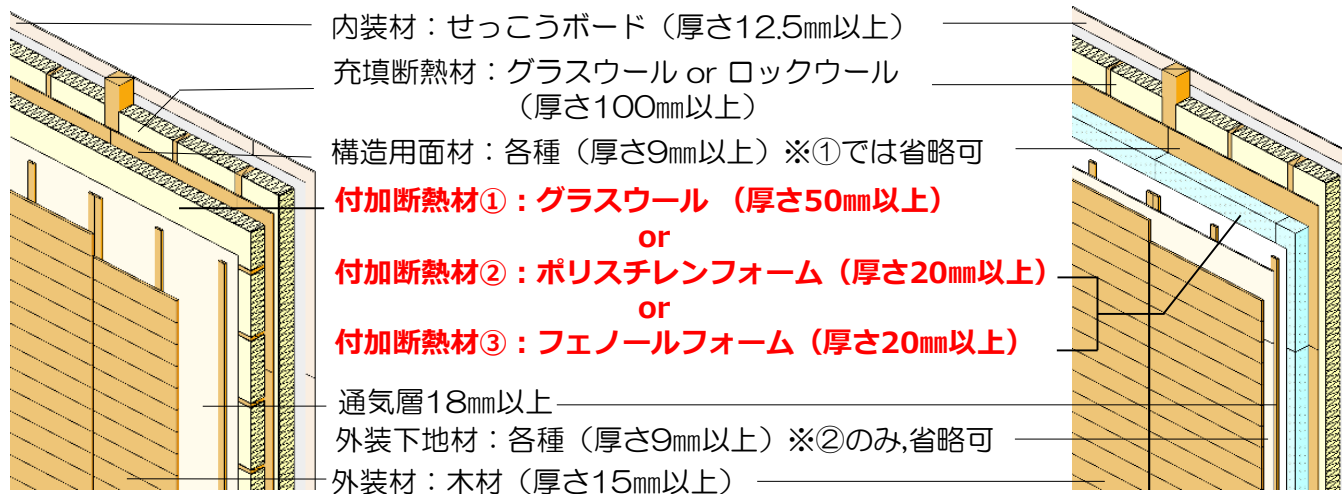 内装材：せっこうボード（厚さ12.5㎜以上）
充填断熱材：グラスウール or ロックウール
（厚さ100㎜以上）
構造用面材：各種（厚さ9㎜以上）※①では省略可
付加断熱材①：グラスウール （厚さ50㎜以上）
or
付加断熱材②：ポリスチレンフォーム（厚さ20㎜以上）
or
付加断熱材③：フェノールフォーム（厚さ20㎜以上）
通気層18㎜以上
外装下地材：各種（厚さ9㎜以上）※②のみ,省略可
外装材：木材（厚さ15㎜以上）